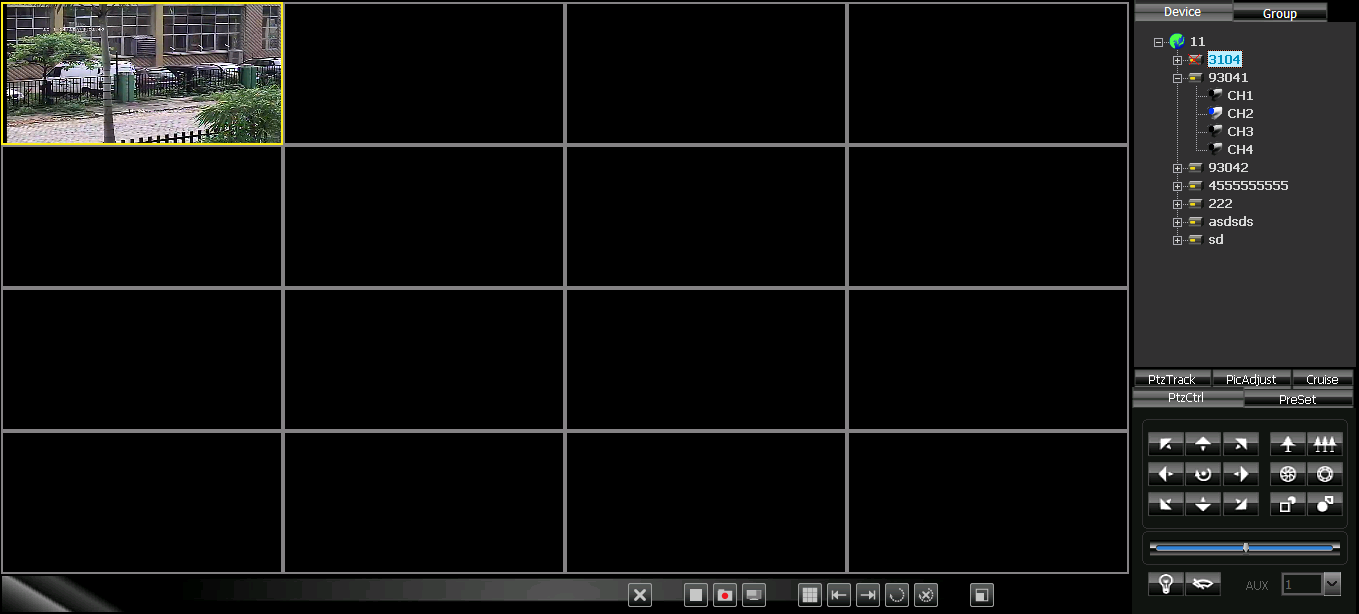 Device Group
11
3104
93041
CH1
CH2
CH3
CH4
93042
4555555555
222
asdsds
sd
PtzTrack PicAdjust Cruise
PtzCtrl PreSet
AUX 1